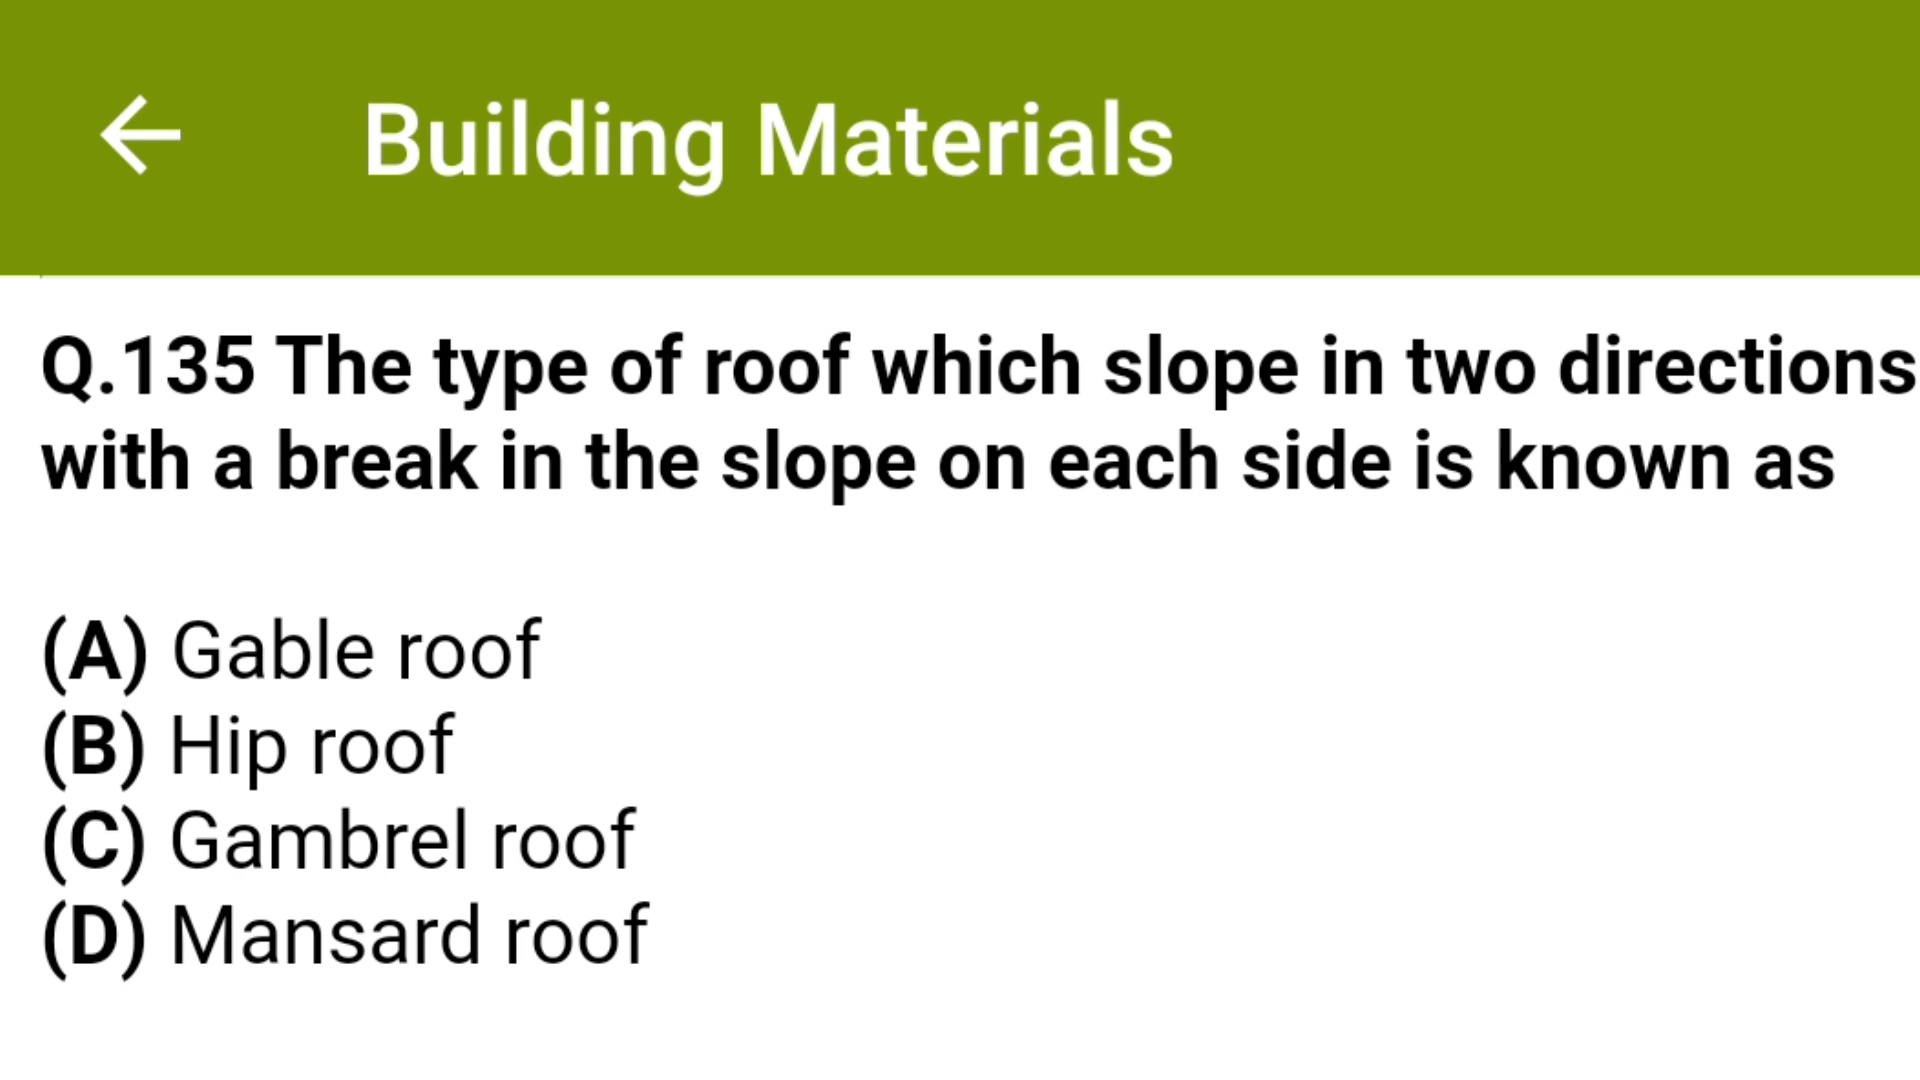 Building Materials
Q.135 The type of roof which slope in two directions
with a break in the slope on each side is known as
(A) Gable roof
(B) Hip roof
(C) Gambrel roof
(D) Mansard roof